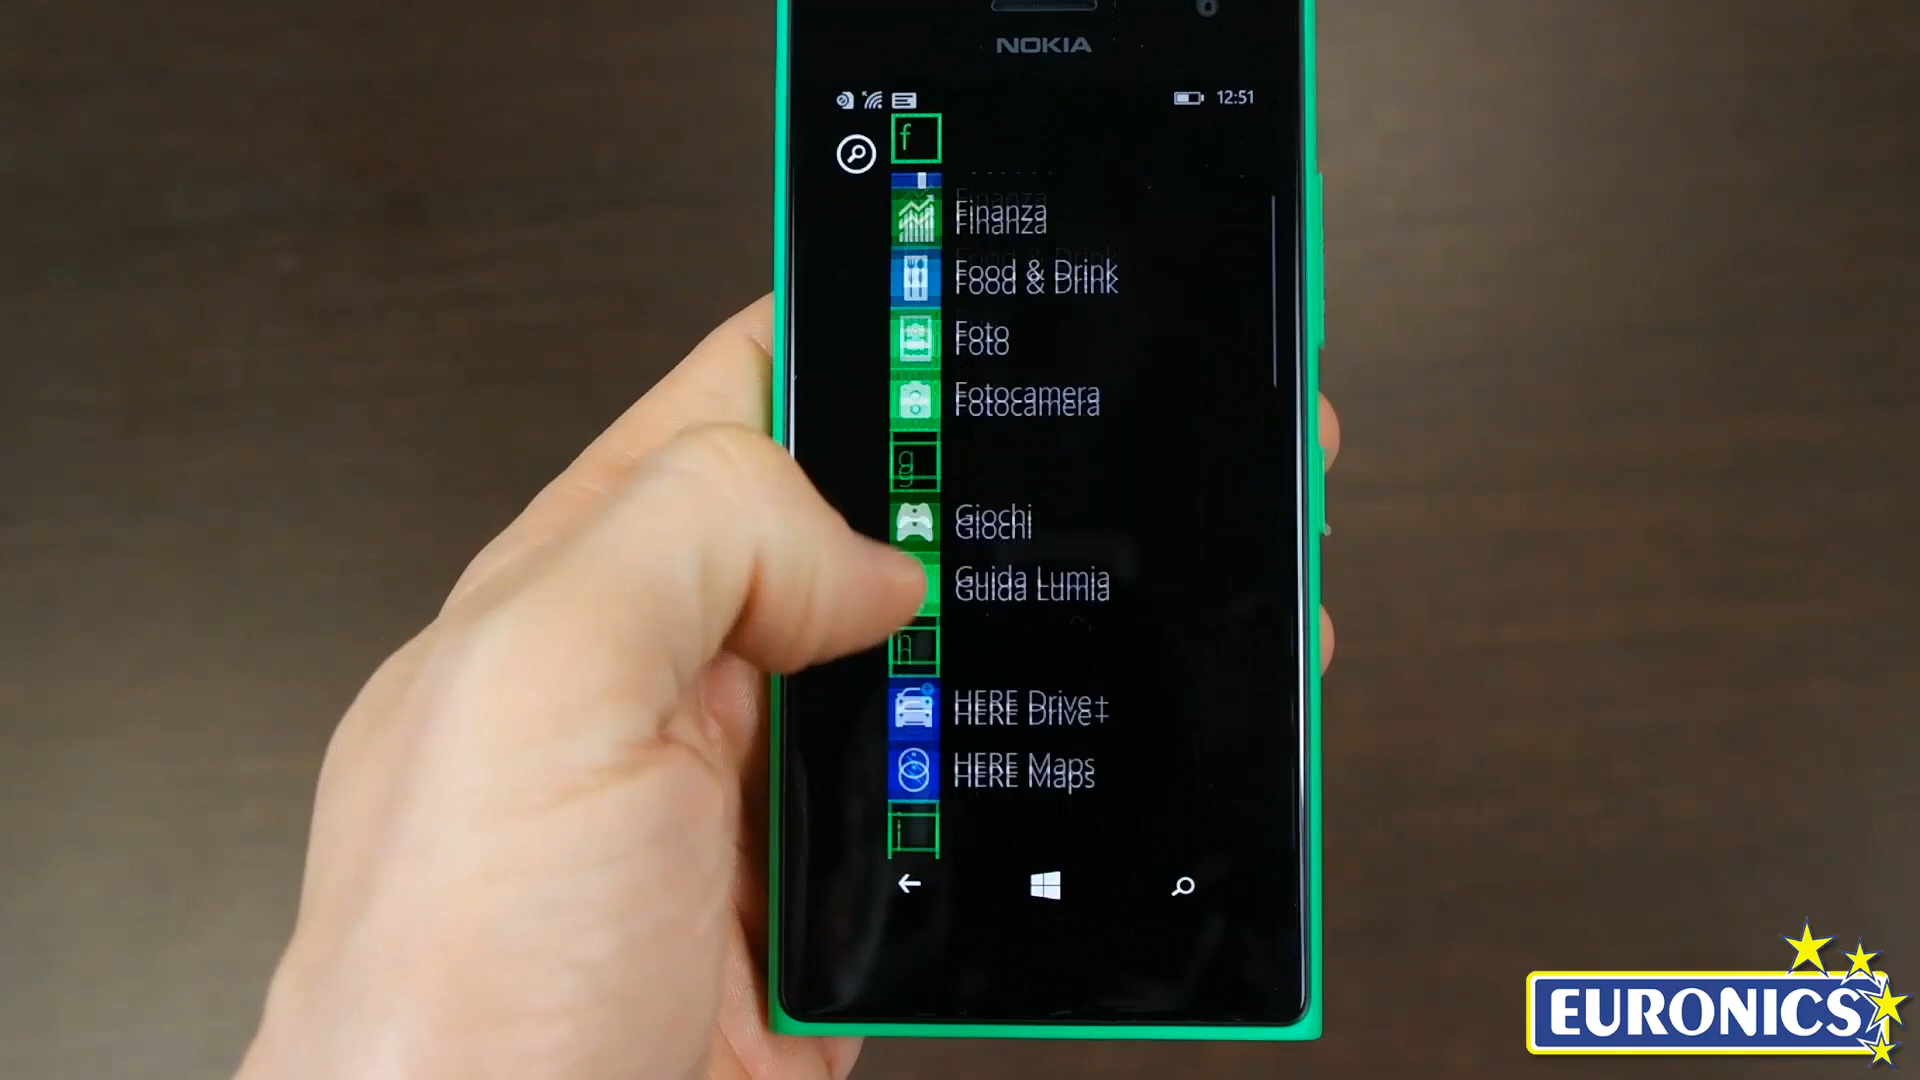 NOKIA
12:51
f
Finanza
Food & Drink
Foto
Fotocamera
g
Giochi
Guida Lumia
h
HERE Drive+
HERE Maps
i
EURONICS